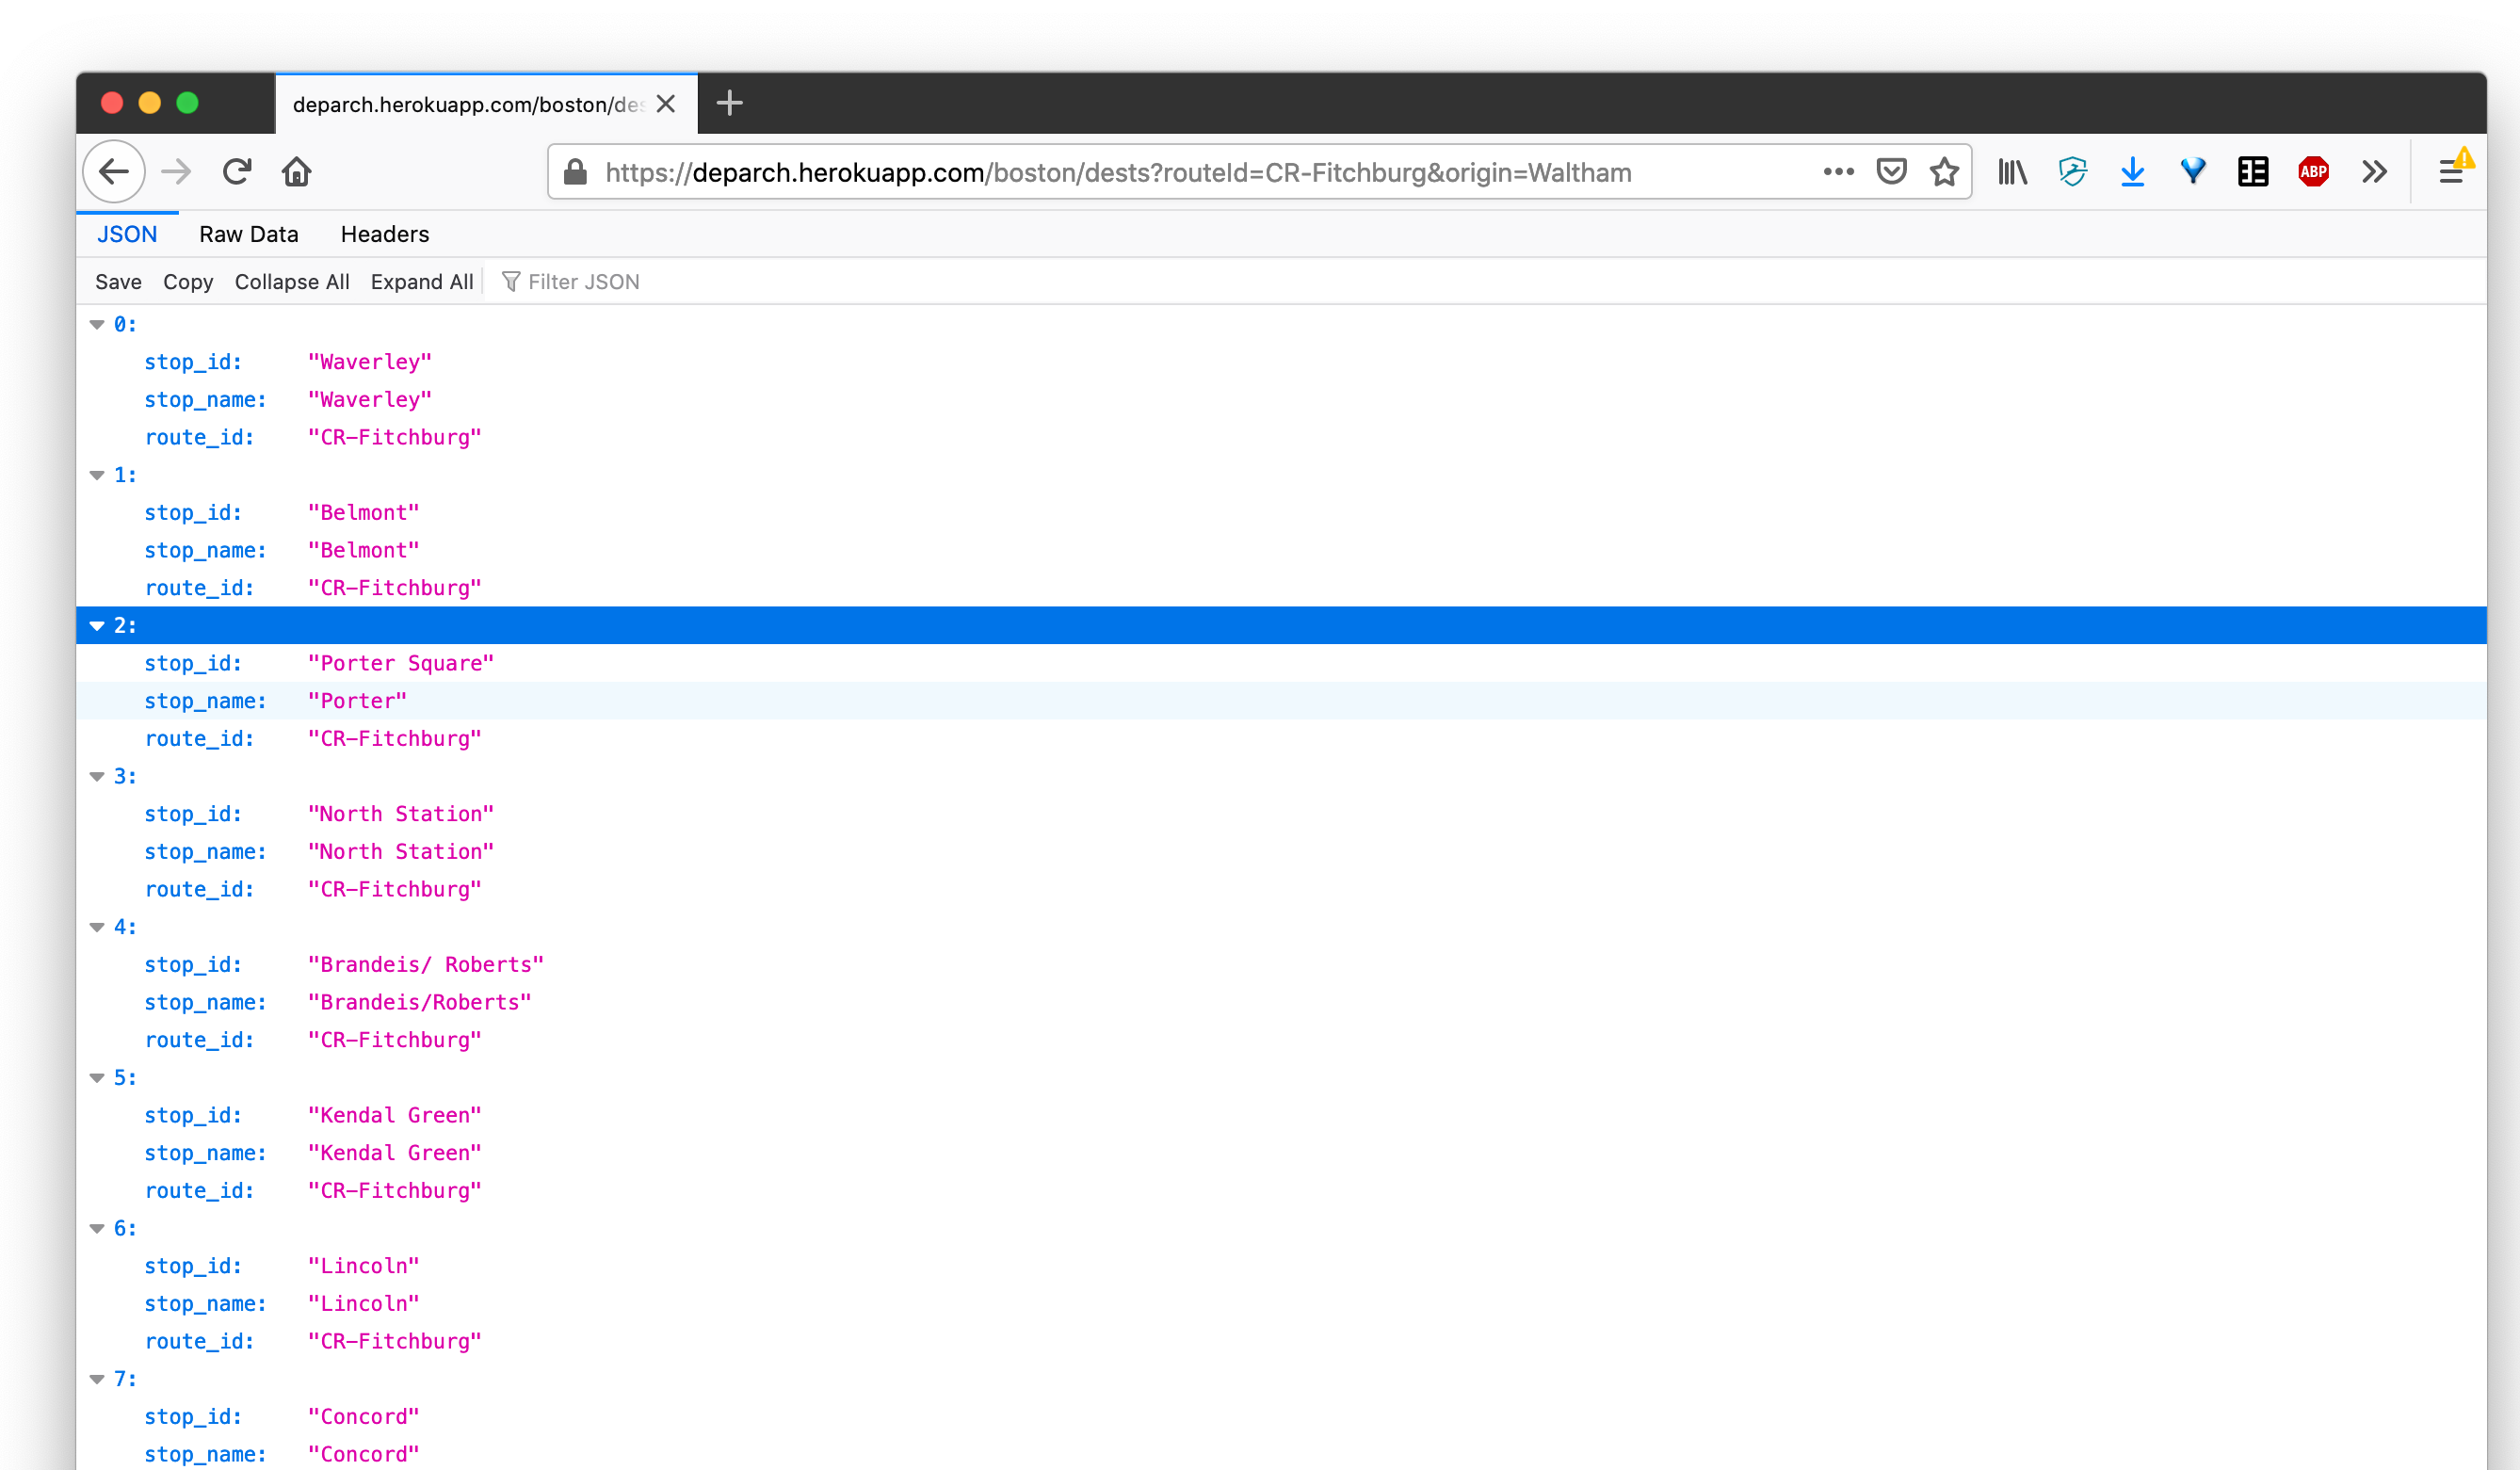 deparch.herokuapp.com/boston/des
https://deparch.herokuapp.com/boston/dests?routeId=CR-Fitchburg&origin=Waltham
ABP
JSON Raw Data Headers
Save Copy Collapse All Expand All Filter JSON
0:
stop_id: "Waverley"
stop_name: "Waverley"
route_id: "CR-Fitchburg"
1:
stop_id: "Belmont"
stop_name: "Belmont"
route_id: "CR-Fitchburg"
2:
stop_id: "Porter Square"
stop_name: "Porter"
route_id: "CR-Fitchburg"
3:
stop_id: "North Station"
stop_name: "North Station"
route_id: "CR-Fitchburg"
4:
stop_id: "Brandeis/ Roberts"
stop_name: "Brandeis/Roberts"
route_id: "CR-Fitchburg"
5:
stop_id: "Kendal Green"
stop_name: "Kendal Green"
route_id: "CR-Fitchburg"
6:
stop_id: "Lincoln"
stop_name: "Lincoln"
route_id: "CR-Fitchburg"
7:
stop_id: "Concord"
stop_name: "Concord"